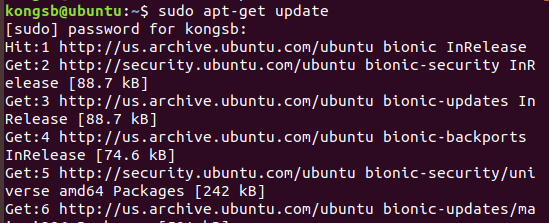 kongsb@ubuntu:~$ sudo apt-get update
[sudo] password for kongsb:
Hit:1 http://us.archive.ubuntu.com/ubuntu bionic InRelease
Get:2 http://security.ubuntu.com/ubuntu bionic-security InR
elease [88.7 kB]
Get:3 http://us.archive.ubuntu.com/ubuntu bionic-updates In
Release [88.7 kB]
Get:4 http://us.archive.ubuntu.com/ubuntu bionic-backports
InRelease [74.6 kB]
Get:5 http://security.ubuntu.com/ubuntu bionic-security/uni
verse amd64 Packages [242 kB]
Get:6 http://us.archive.ubuntu.com/ubuntu bionic-updates/ma